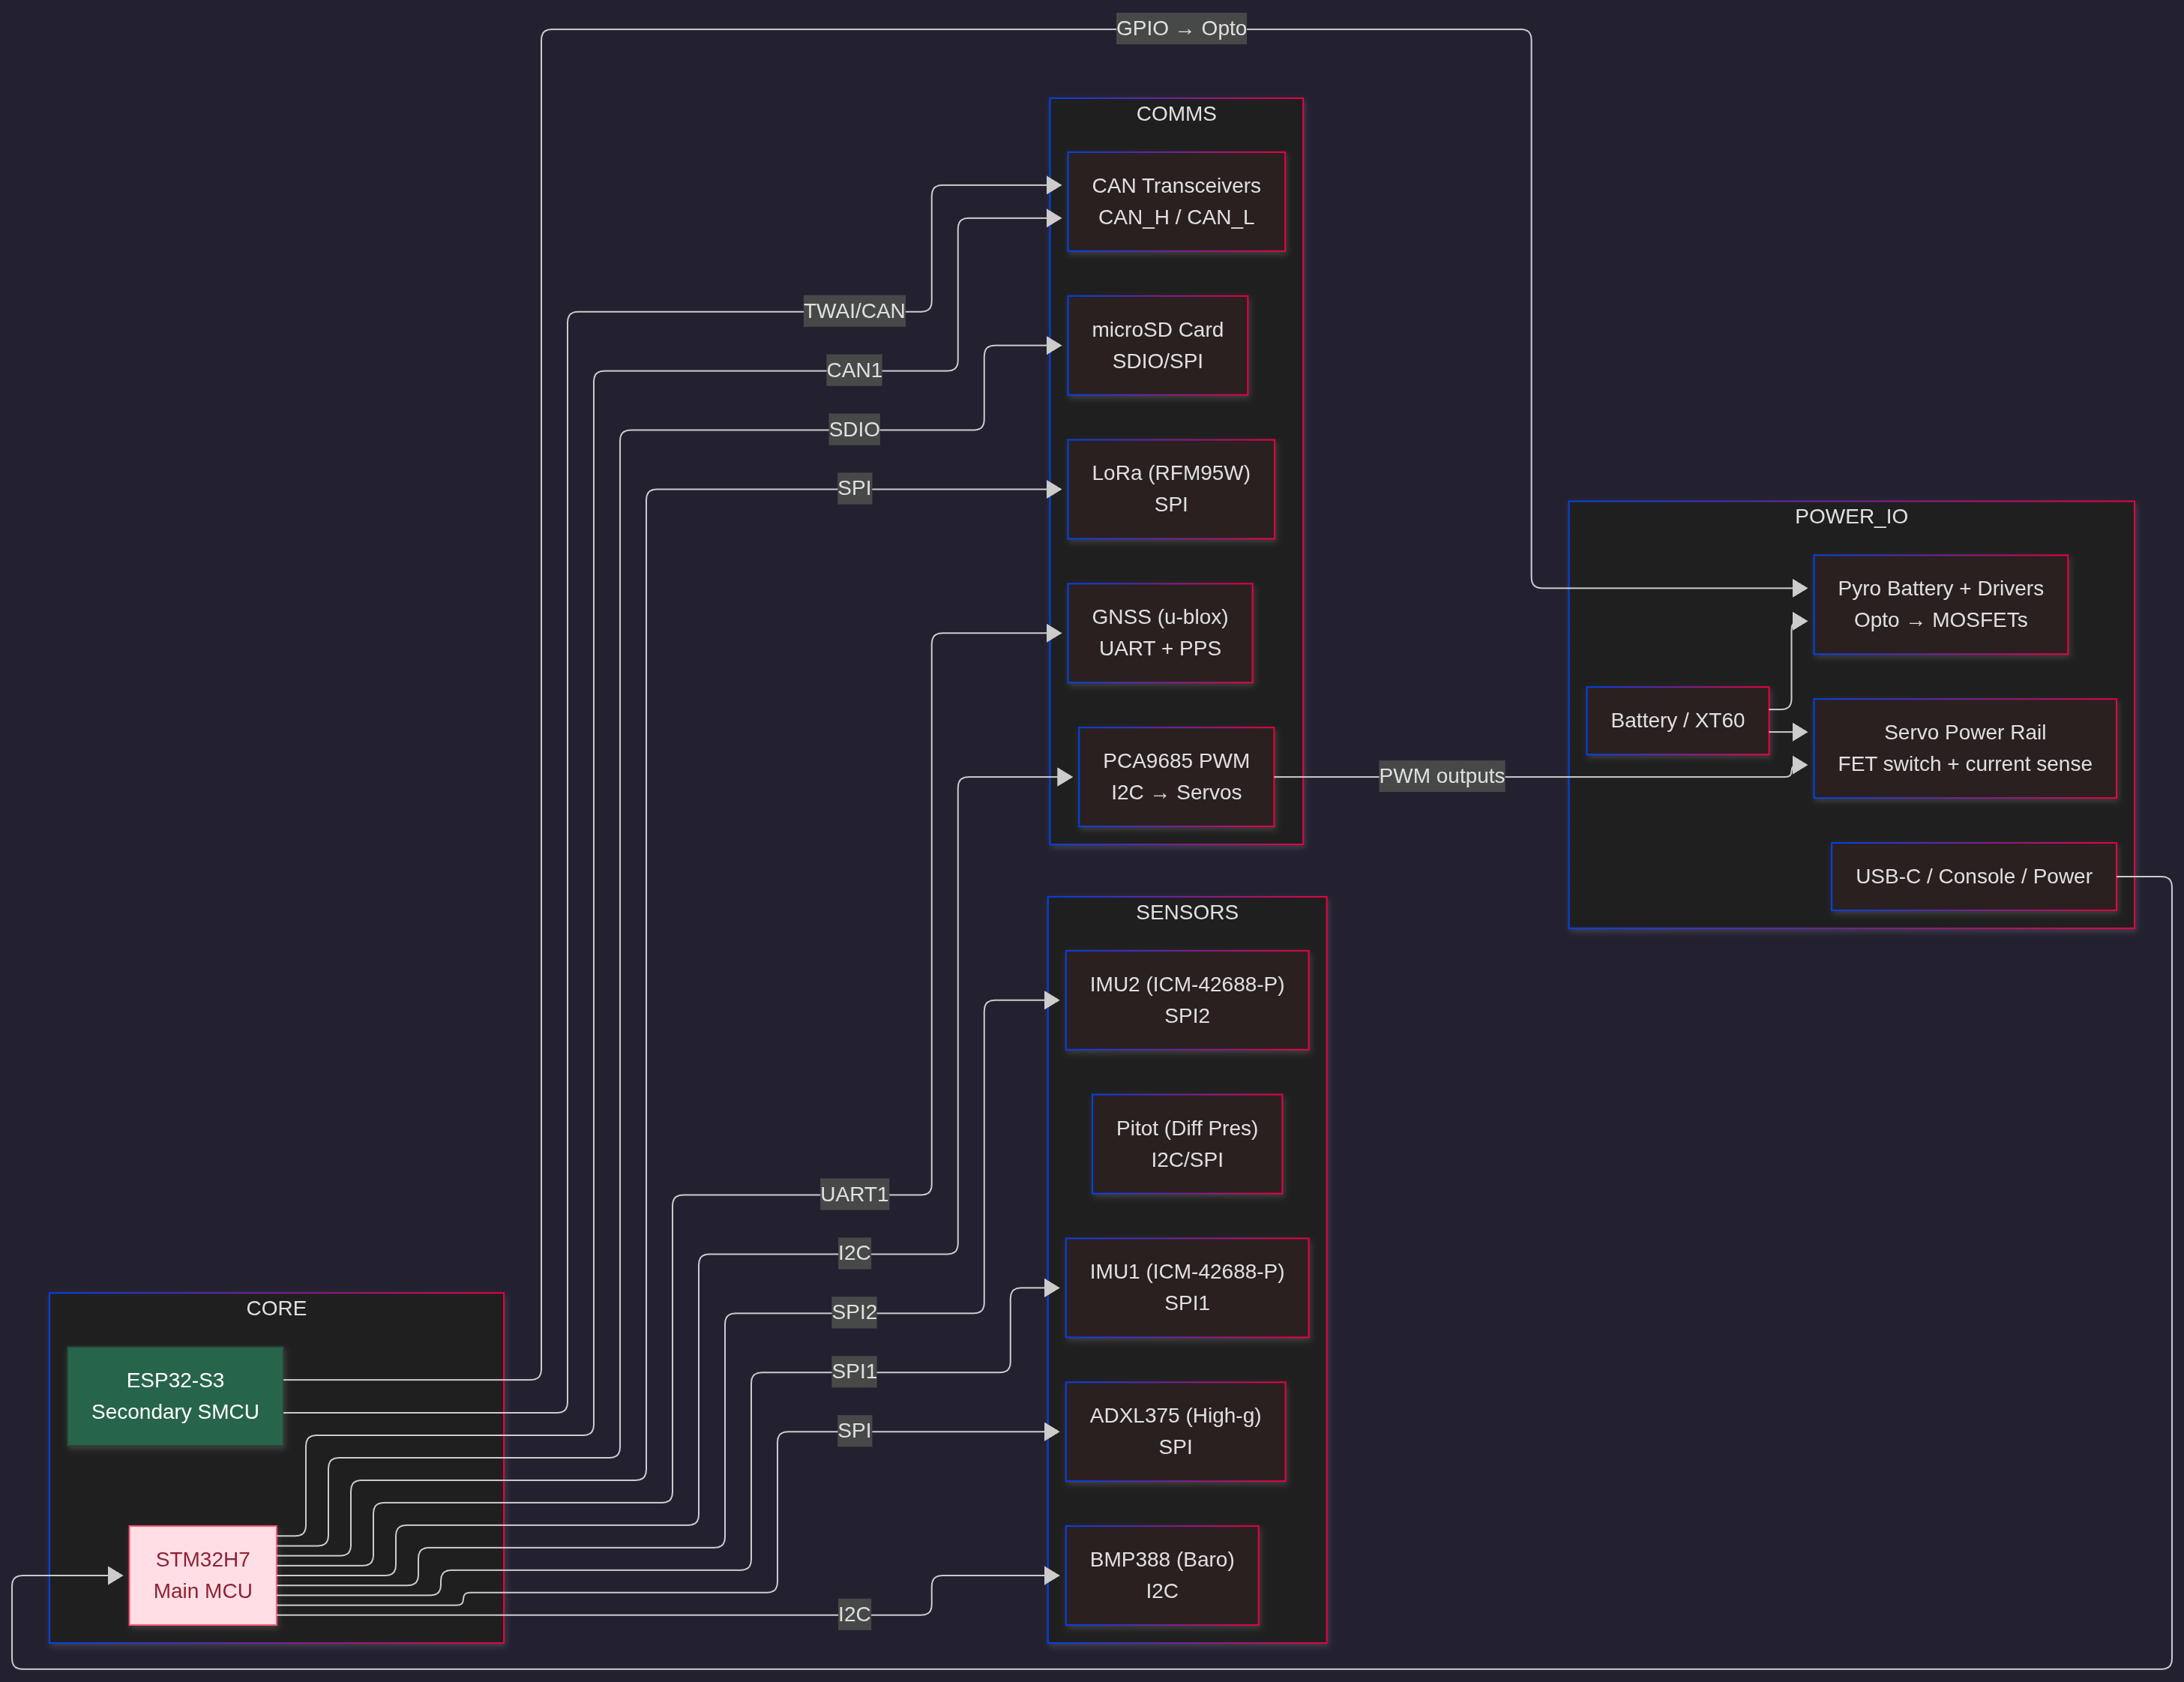 GPIO → Opto
COMMS
CAN Transceivers
CAN_H / CAN_L
TWAI/CAN
microSD Card
SDIO/SPI
CAN1
SDIO
LoRa (RFM95W)
SPI
SPI
GNSS (u-blox)
UART + PPS
PCA9685 PWM
I2C → Servos
PWM outputs
POWER_IO
Pyro Battery + Drivers
Opto → MOSFETs
Battery / XT60
Servo Power Rail
FET switch + current sense
USB-C / Console / Power
SENSORS
IMU2 (ICM-42688-P)
SPI2
Pitot (Diff Pres)
I2C/SPI
UART1
I2C
IMU1 (ICM-42688-P)
SPI1
SPI2
SPI1
ADXL375 (High-g)
SPI
SPI
BMP388 (Baro)
I2C
I2C
CORE
ESP32-S3
Secondary SMCU
STM32H7
Main MCU